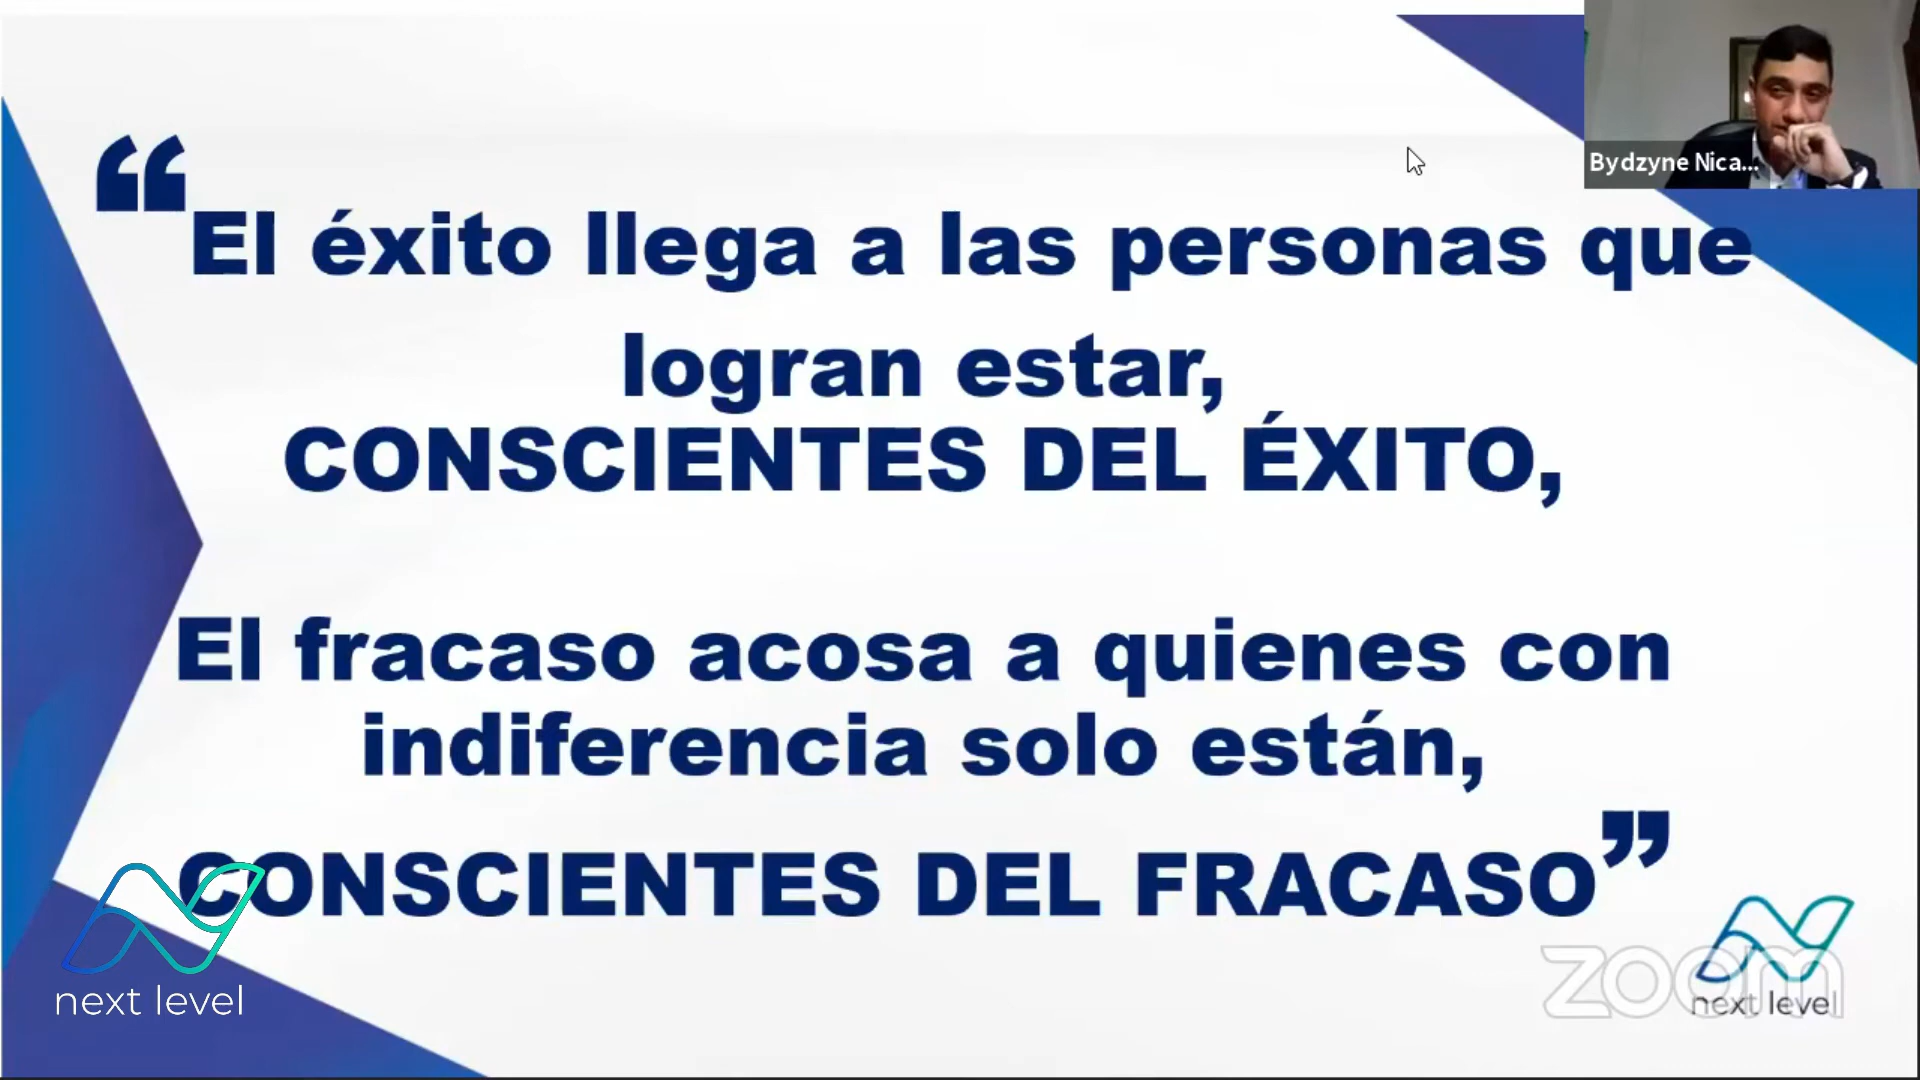 Bydzyne Nica...
“El éxito llega a las personas que
logran estar,
CONSCIENTES DEL ÉXITO,
El fracaso acosa a quienes con
indiferencia solo están,
CONSCIENTES DEL FRACASO”
next level
zoom
next level